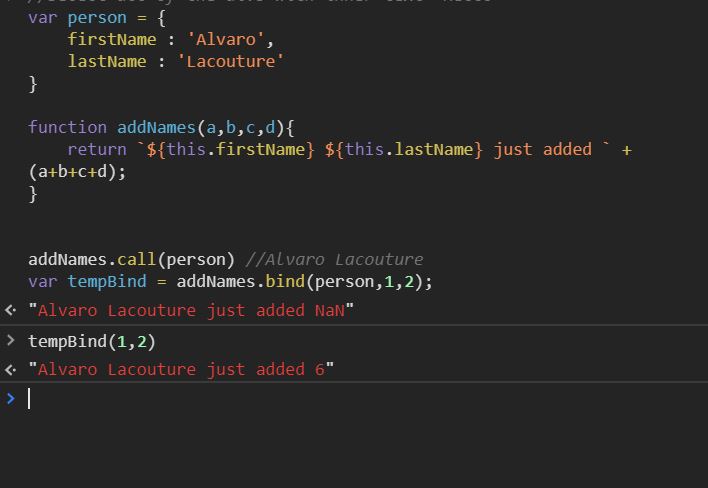 var person = {
firstName : 'Alvaro',
lastName : 'Lacouture'
}
function addNames(a,b,c,d){
return `${this.firstName} ${this.lastName} just added ` +
(a+b+c+d);
}
addNames.call(person) //Alvaro Lacouture
var tempBind = addNames.bind(person,1,2);
"Alvaro Lacouture just added NaN"
> tempBind(1,2)
"Alvaro Lacouture just added 6"
>